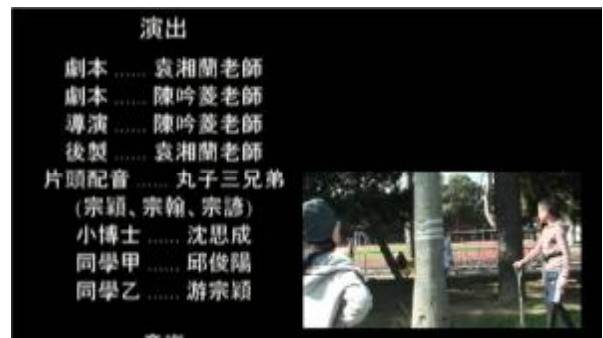 演出
劇本 ...... 袁湘蘭老師
劇本 ...... 陳吟菱老師
導演 ...... 陳吟菱老師
後製 ...... 袁湘蘭老師
片頭配音 ...... 丸子三兄弟
(宗穎、宗翰、宗諺)
小博士 ...... 沈思成
同學甲 ...... 邱俊陽
同學乙 ...... 游宗穎